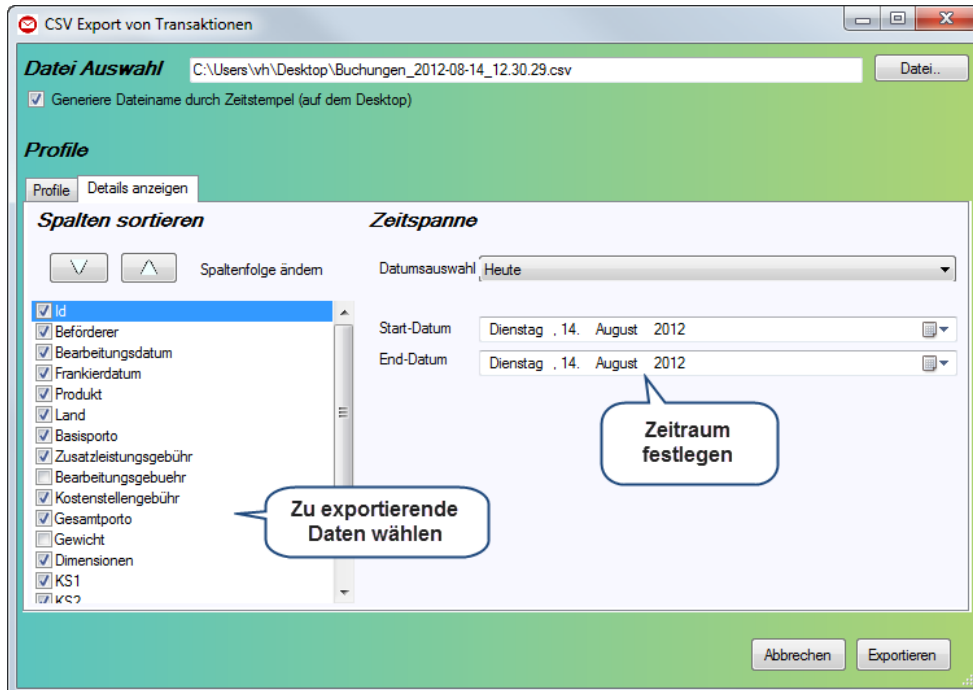 CSV Export von Transaktionen
Datei Auswahl
C:\Users\vh\Desktop\Buchungen_2012-08-14_12.30.29.csv
Datei..
Generiere Dateiname durch Zeitstempel (auf dem Desktop)
Profile
Profile
Details anzeigen
Spalten sortieren
Spaltenfolge ändern
Id
Beförderer
Bearbeitungsdatum
Frankierdatum
Produkt
Land
Basisporto
Zusatzleistungsgebühr
Bearbeitungsgebuehr
Kostenstellengebühr
Gesamtporto
Gewicht
Dimensionen
KS1
KS2
Zu exportierende
Daten wählen
Zeitspanne
Datumsauswahl
Heute
Start-Datum
Dienstag , 14. August 2012
End-Datum
Dienstag , 14. August 2012
Zeitraum
festlegen
Abbrechen
Exportieren